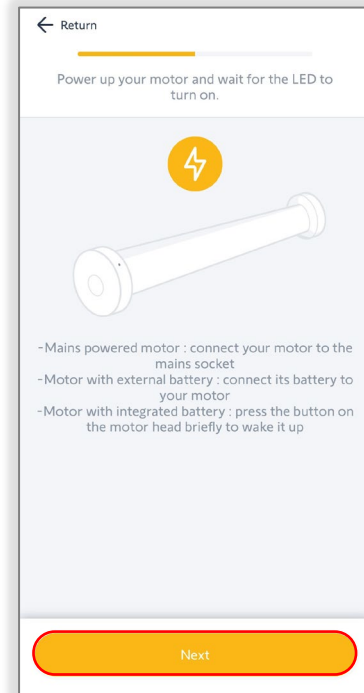 Return
Power up your motor and wait for the LED to
turn on.
-Mains powered motor : connect your motor to the
mains socket
-Motor with external battery : connect its battery to
your motor
-Motor with integrated battery : press the button on
the motor head briefly to wake it up
Next